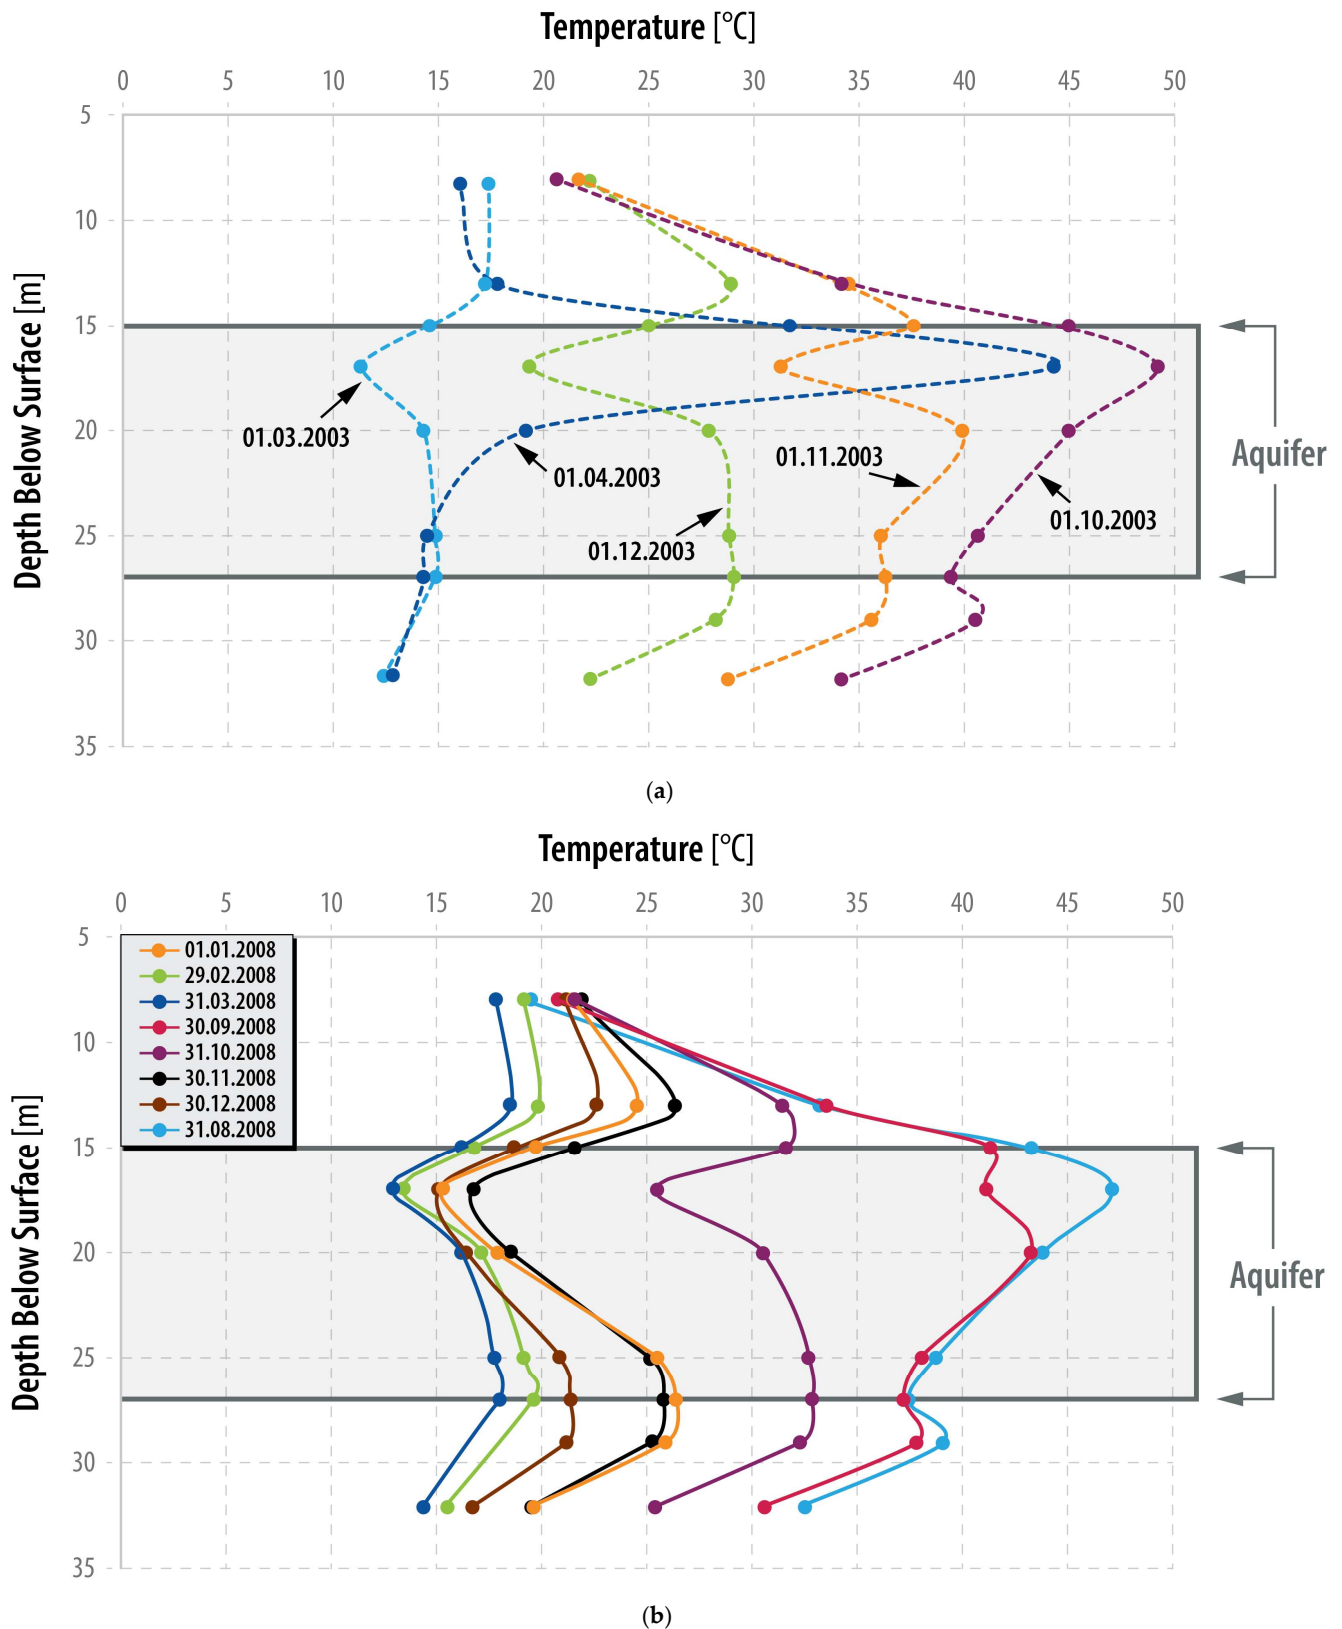 Temperature [°C]
0 5 10 15 20 25 30 35 40 45 50
5
10
15
20
25
30
35
Depth Below Surface [m]
01.03.2003
01.04.2003
01.12.2003
01.11.2003
01.10.2003
Aquifer
(a)
Temperature [°C]
0 5 10 15 20 25 30 35 40 45 50
5
10
15
20
25
30
35
Depth Below Surface [m]
01.01.2008
29.02.2008
31.03.2008
30.09.2008
31.10.2008
30.11.2008
30.12.2008
31.08.2008
Aquifer
(b)